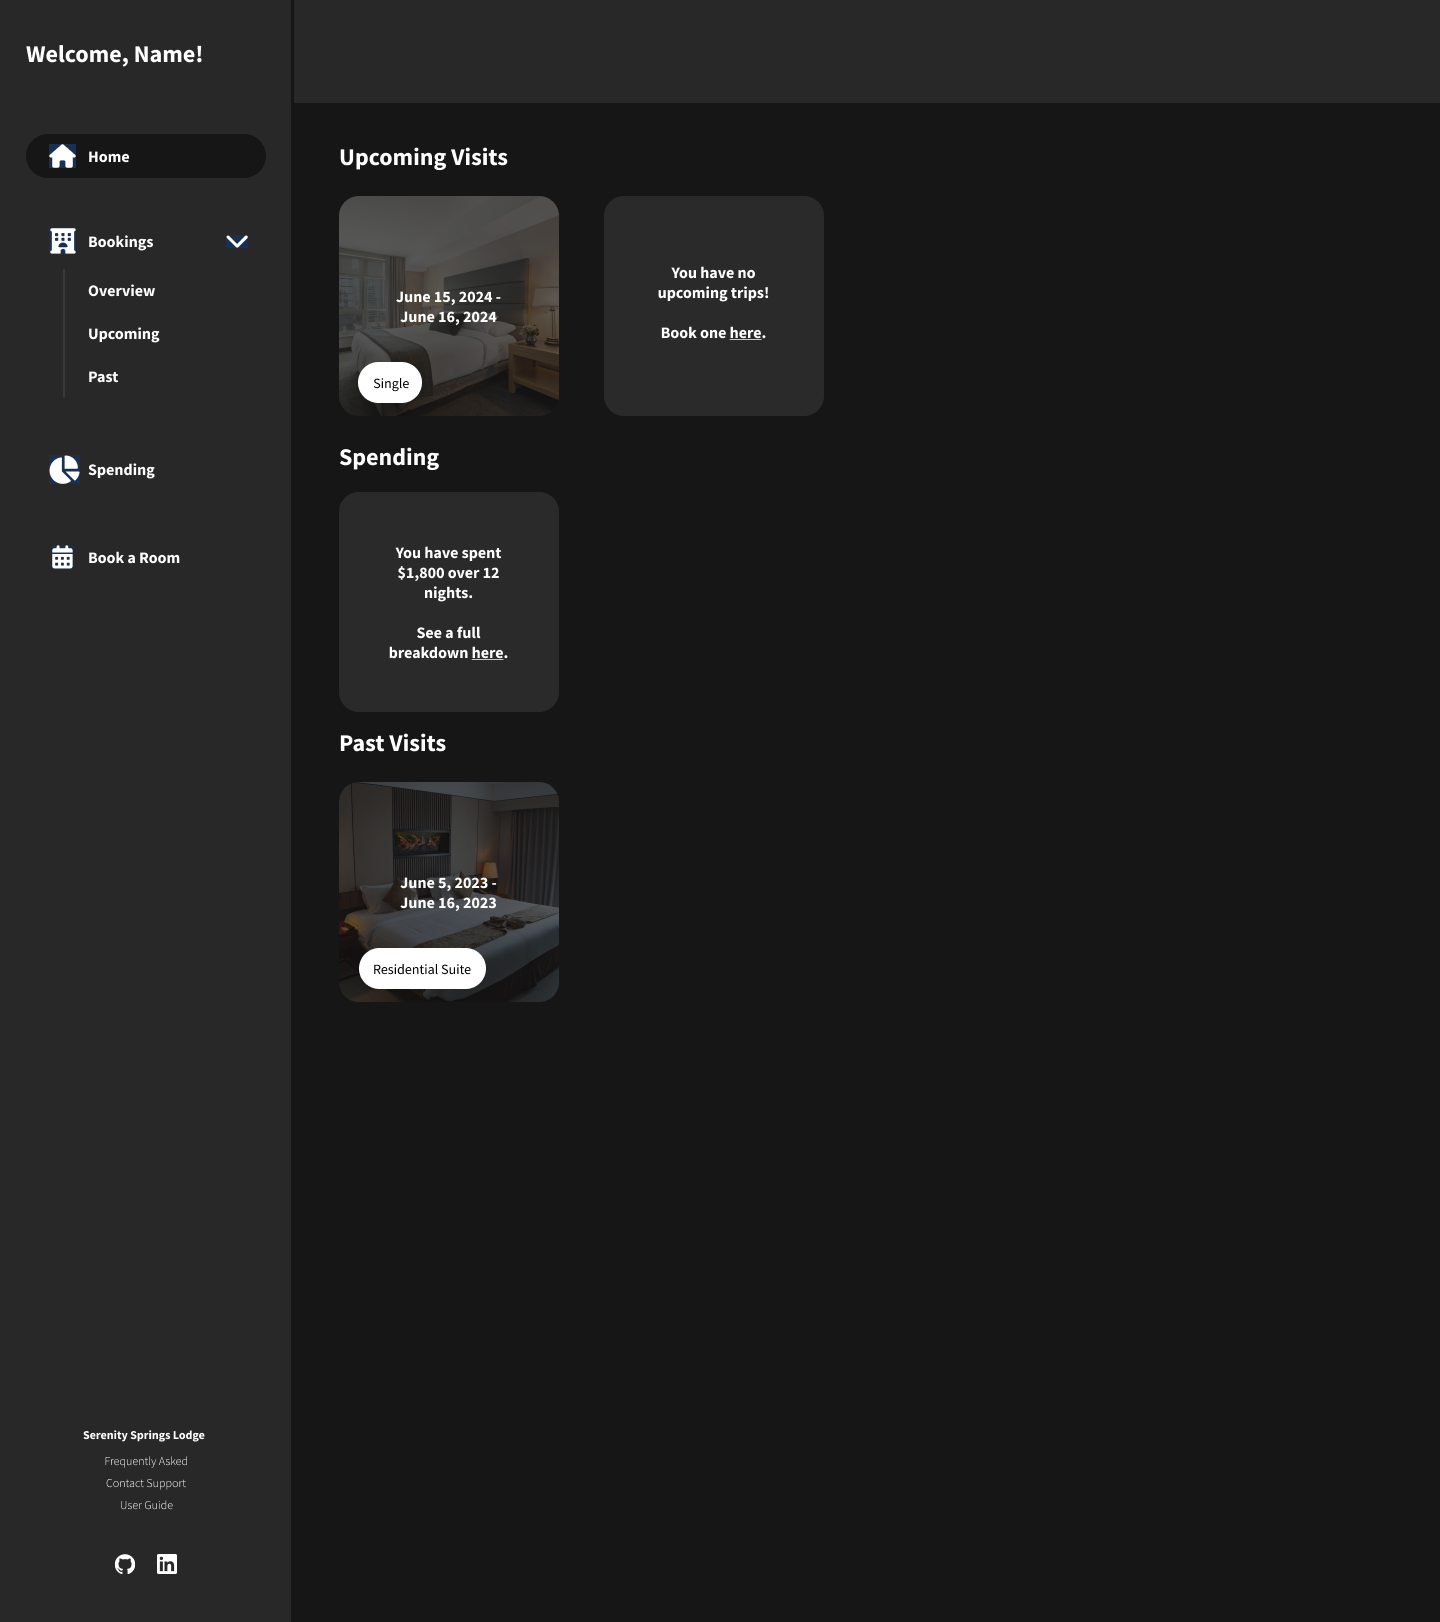 Welcome, Name!
Home
Bookings
Overview
Upcoming
Past
Spending
Book a Room
Serenity Springs Lodge
Frequently Asked
Contact Support
User Guide
Upcoming Visits
June 15, 2024 -
June 16, 2024
Single
You have no
upcoming trips!
Book one here.
Spending
You have spent
$1,800 over 12
nights.
See a full
breakdown here.
Past Visits
June 5, 2023 -
June 16, 2023
Residential Suite